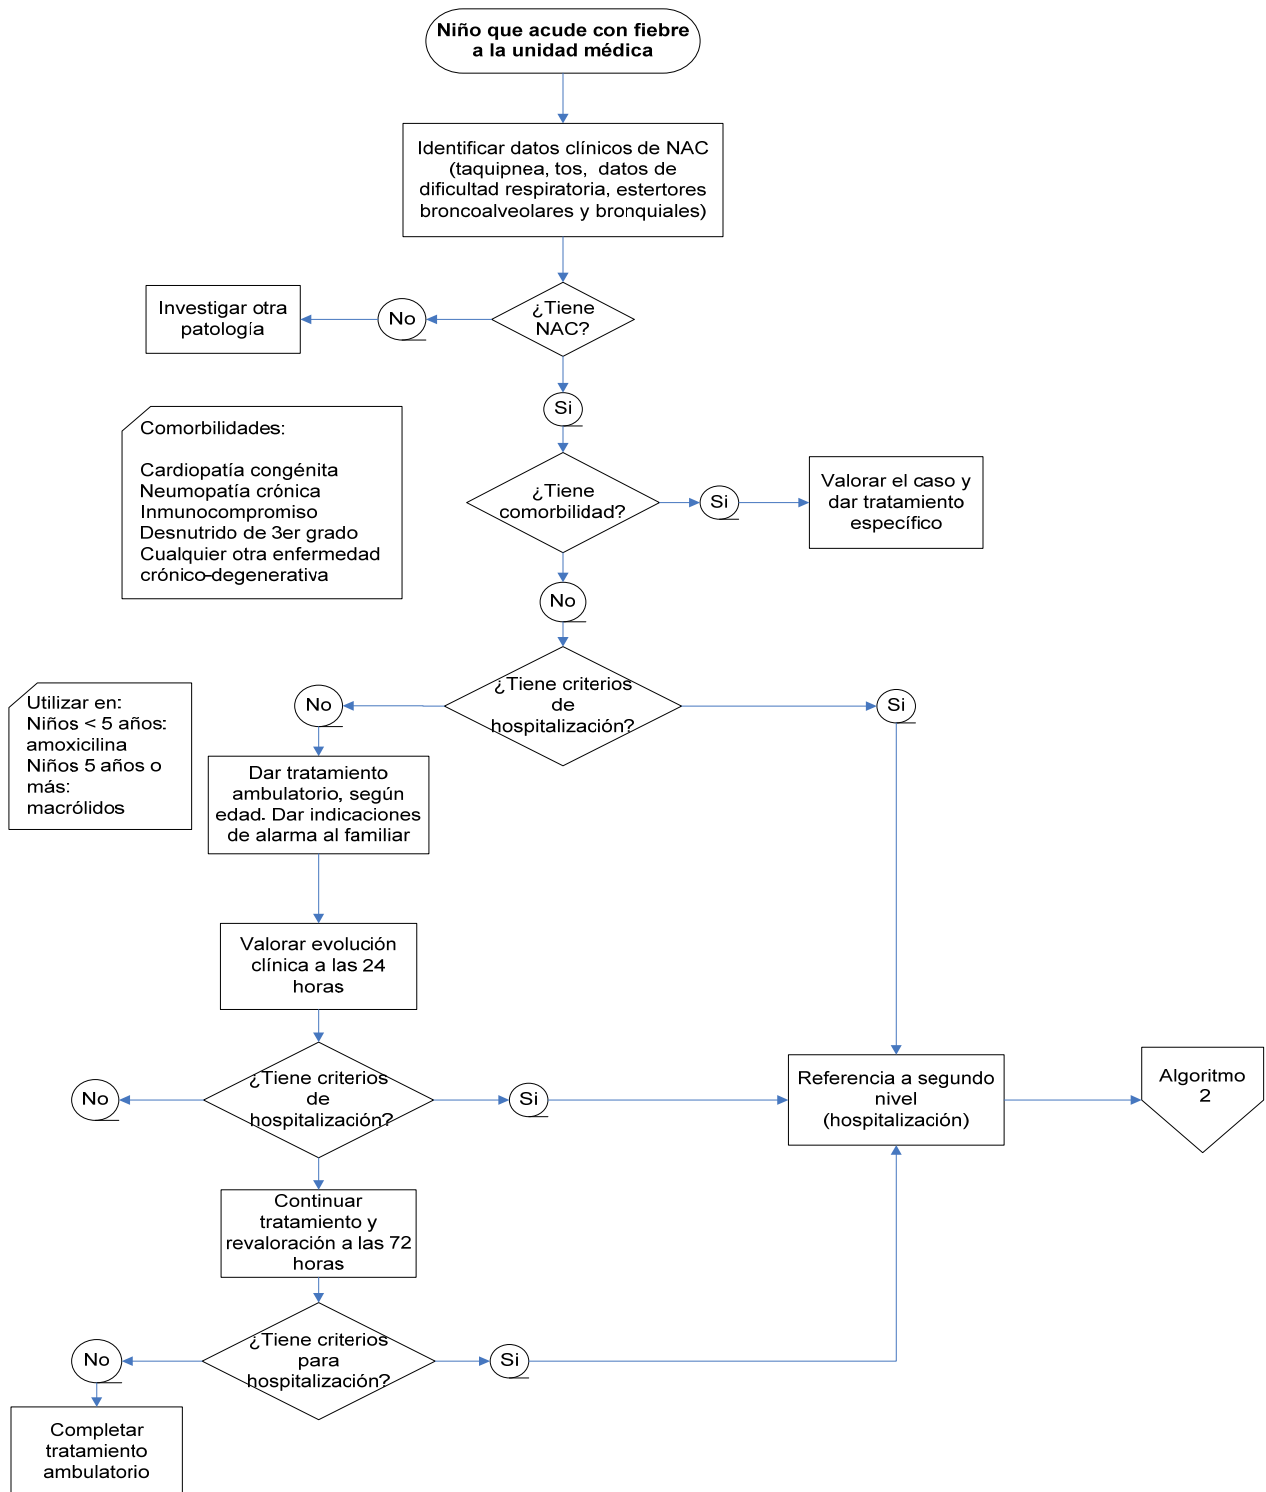 Niño que acude con fiebre
a la unidad médica
Identificar datos clínicos de NAC
(taquipnea, tos, datos de
dificultad respiratoria, estertores
broncoalveolares y bronquiales)
¿Tiene
NAC?
No
Investigar otra
patología
Si
Comorbilidades:
Cardiopatía congénita
Neumopatía crónica
Inmunocompromiso
Desnutrido de 3er grado
Cualquier otra enfermedad
crónico-degenerativa
¿Tiene
comorbilidad?
Si
Valorar el caso y
dar tratamiento
específico
No
¿Tiene criterios
de
hospitalización?
No
Si
Utilizar en:
Niños < 5 años:
amoxicilina
Niños 5 años o
más:
macrólidos
Dar tratamiento
ambulatorio, según
edad. Dar indicaciones
de alarma al familiar
Valorar evolución
clínica a las 24
horas
¿Tiene criterios
de
hospitalización?
No
Si
Referencia a segundo
nivel
(hospitalización)
Algoritmo
2
Continuar
tratamiento y
revaloración a las 72
horas
¿Tiene criterios
para
hospitalización?
No
Si
Completar
tratamiento
ambulatorio